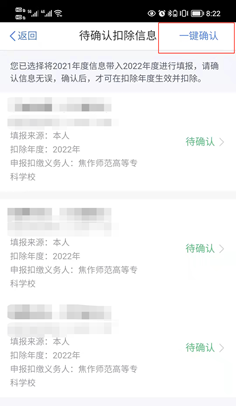 8:22
返回
待确认扣除信息
一键确认
您已选择将2021年度信息带入2022年度进行填报，请确
认信息无误，确认后，才可在扣除年度生效并扣除。
填报来源：本人
扣除年度：2022年
申报扣缴义务人：焦作师范高等专
科学校
待确认
填报来源：本人
扣除年度：2022年
申报扣缴义务人：焦作师范高等专
科学校
待确认
填报来源：本人
扣除年度：2022年
申报扣缴义务人：焦作师范高等专
科学校
待确认